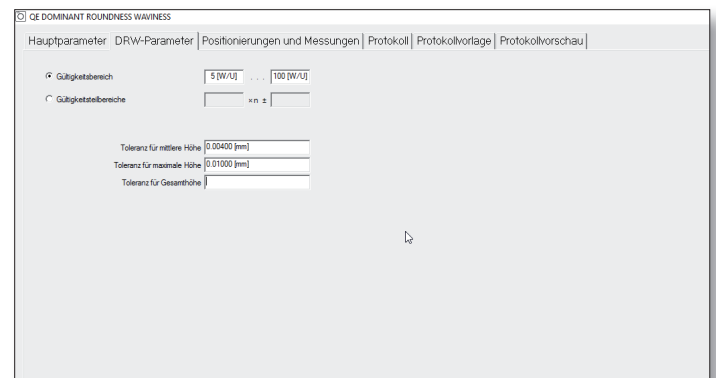 QE DOMINANT ROUNDNESS WAVINESS
Hauptparameter DRW-Parameter Positionierungen und Messungen Protokoll Protokollvorlage Protokollvorschau
Gültigkeitsbereich 5 [W/U] . . . 100 [W/U]
Gültigkeitsteilbereiche ×n ±
Toleranz für mittlere Höhe 0.00400 [mm]
Toleranz für maximale Höhe 0.01000 [mm]
Toleranz für Gesamthöhe